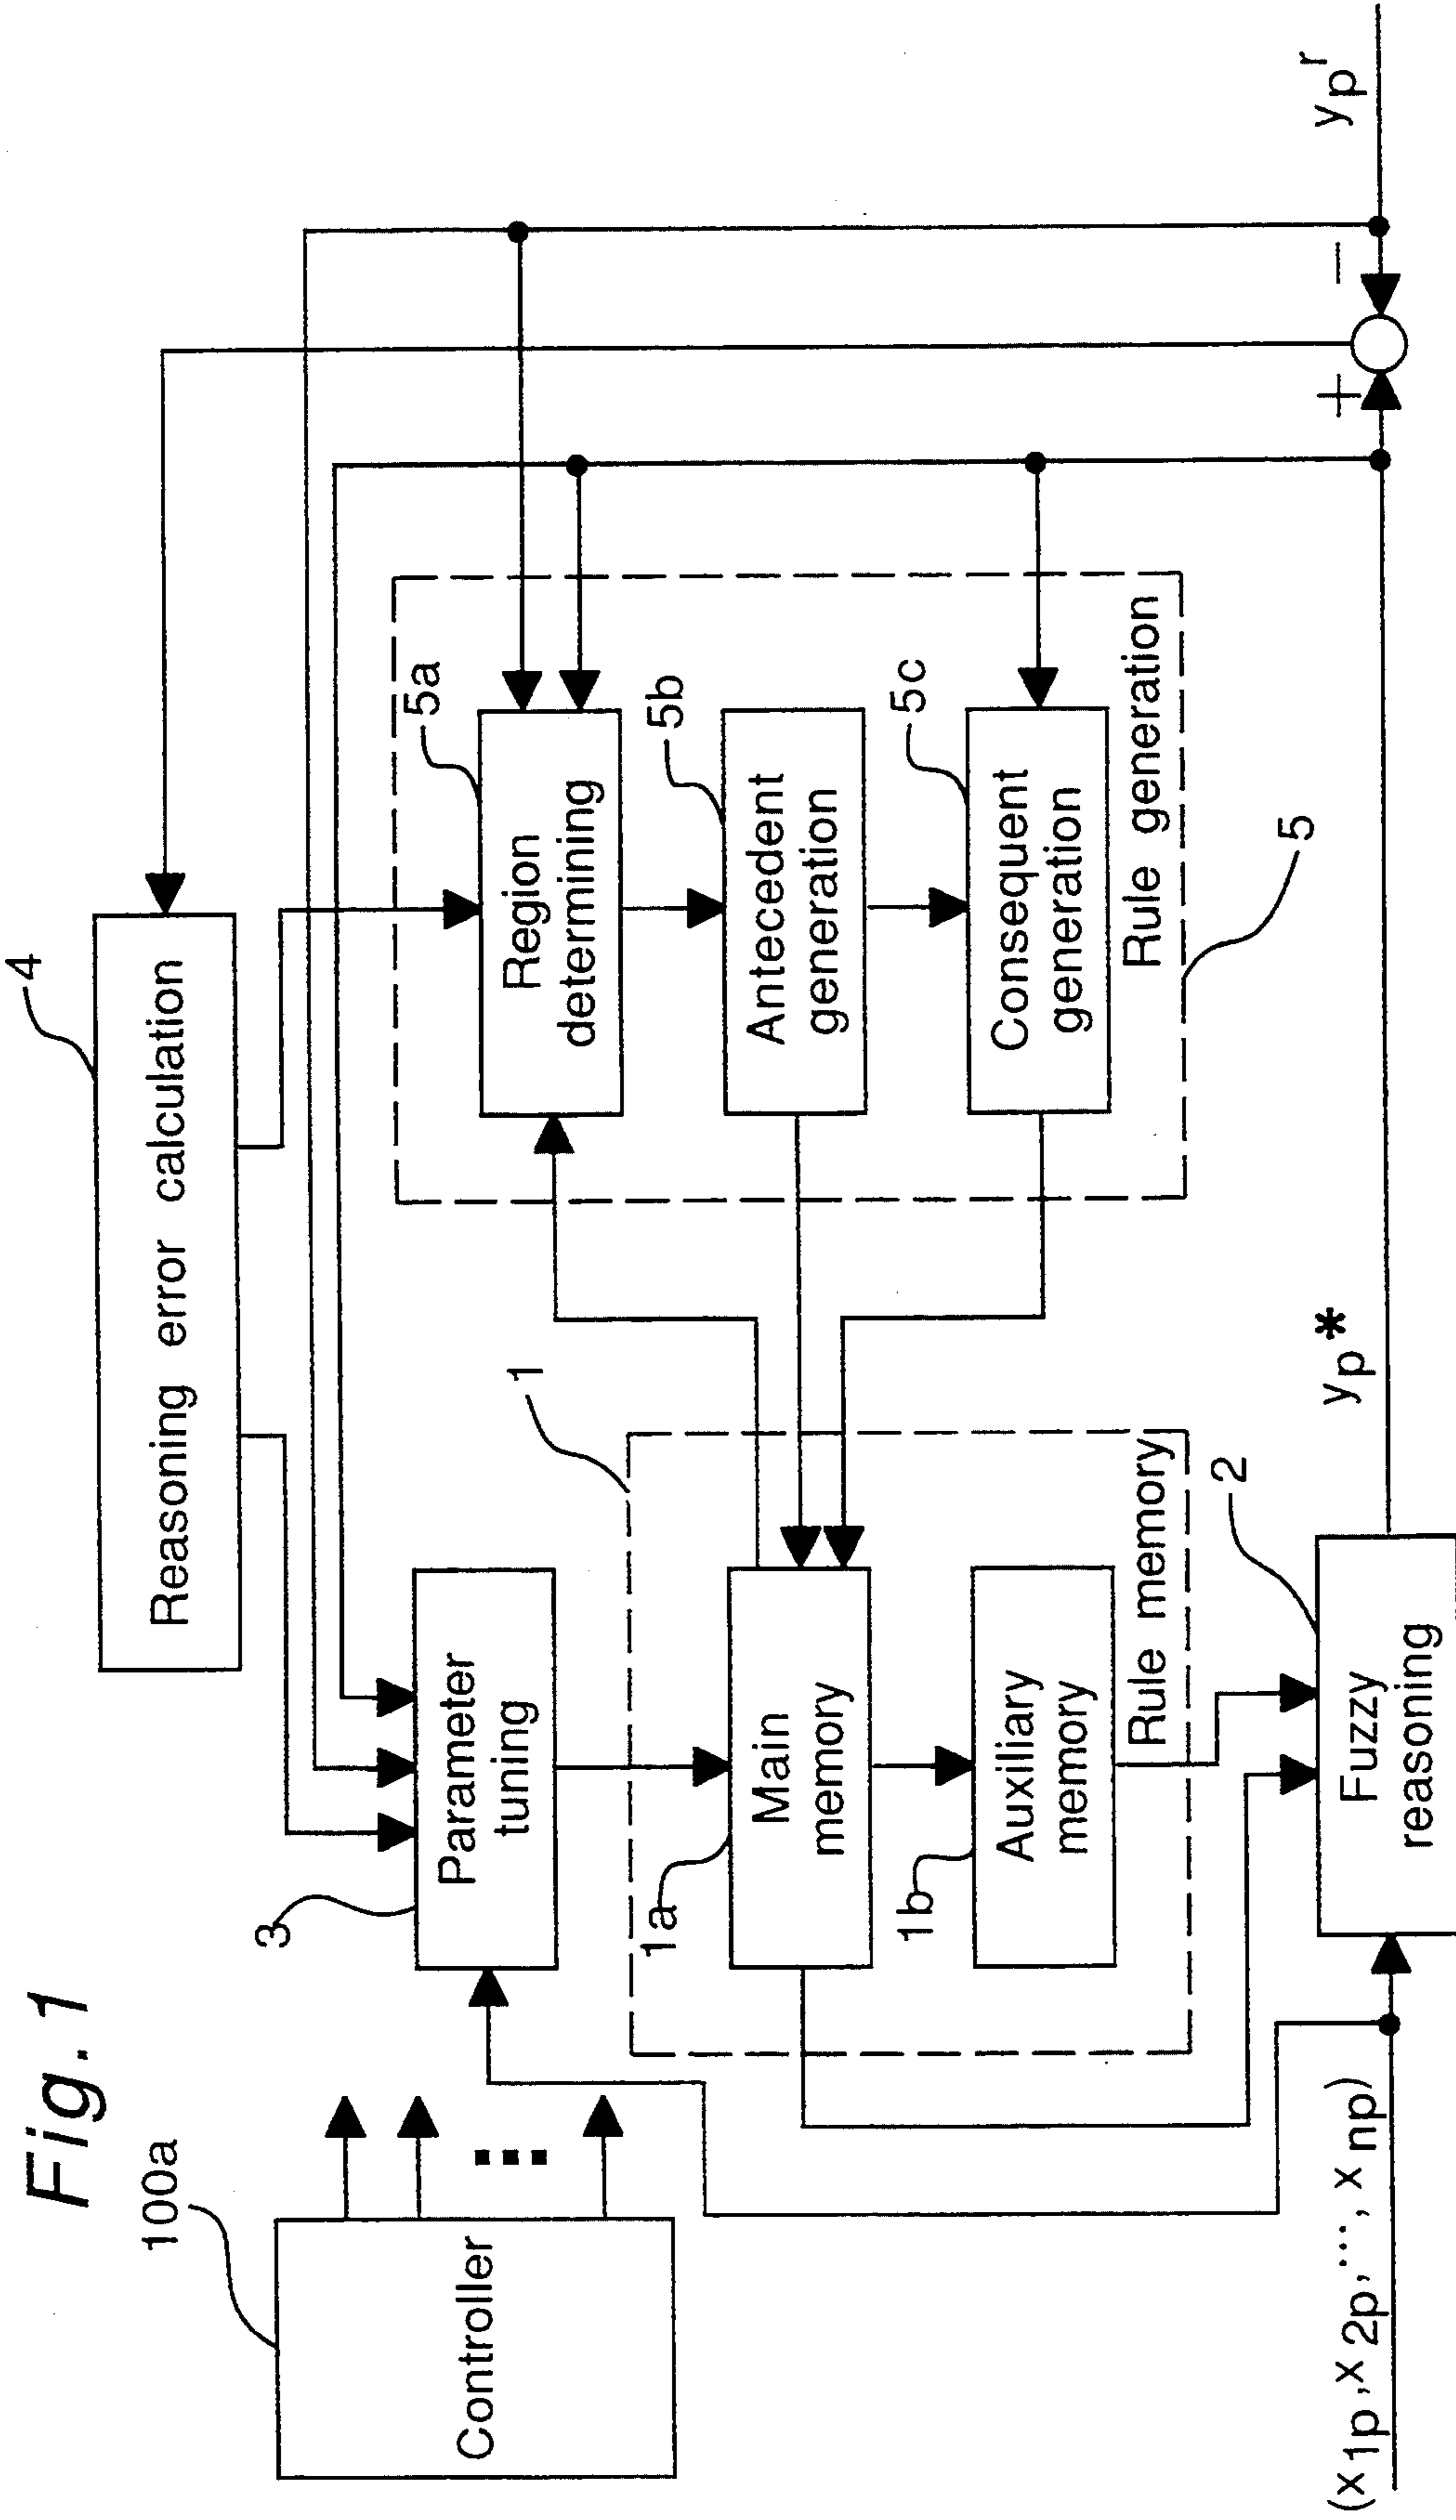 Fig.1
100a
Controller
4
Reasoning error calculation
3
Parameter
tuning
1
1a
Main
memory
1b
Auxiliary
memory
Rule memory
5a
Region
determining
5b
Antecedent
generation
5c
Consequent
generation
Rule generation
5
2
Fuzzy
reasoning
(x1p,x2p,···,xnp)
yp*
+
−
ypr